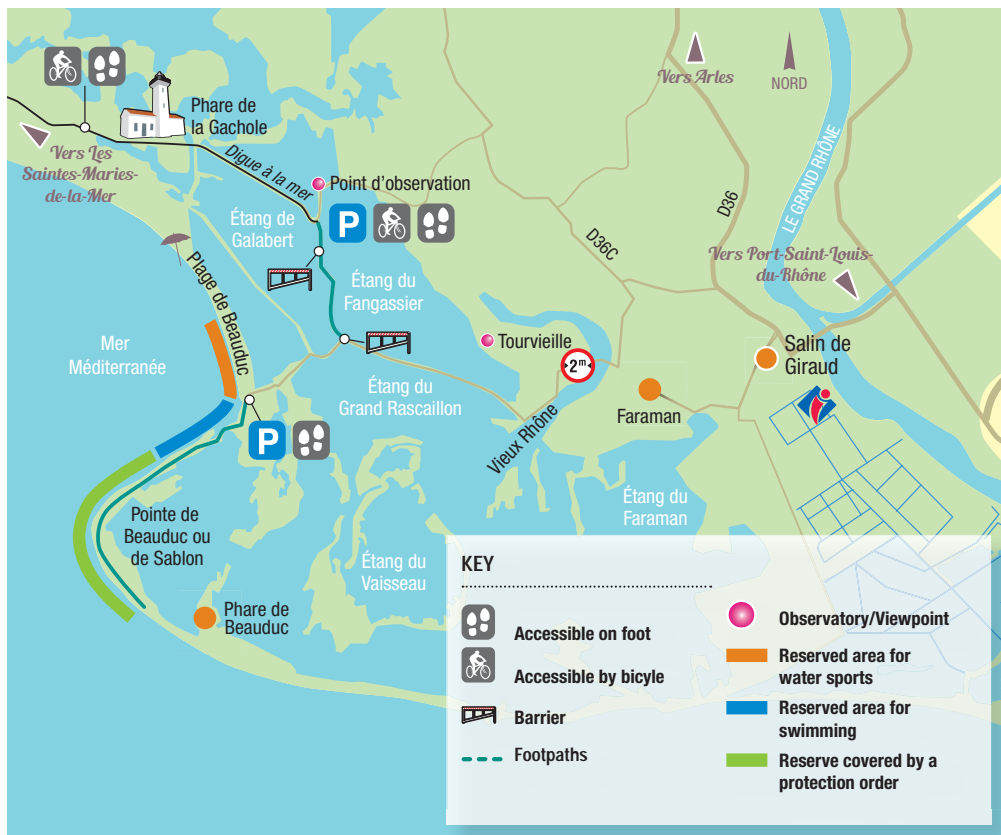 Vers Arles
NORD
Phare de
la Gachole
Vers Les
Saintes-Maries-
de-la-Mer
Digue à la mer
Point d'observation
P
Étang de
Galabert
D36
D36C
LE GRAND RHÔNE
Vers Port-Saint-Louis-
du-Rhône
Plage de Beauduc
Étang du
Fangassier
Mer
Méditerranée
Tourvieille
2m
Salin de
Giraud
Étang du
Grand Rascaillon
Faraman
P
Vieux Rhône
Pointe de
Beauduc ou
de Sablon
Étang du
Faraman
Étang du
Vaisseau
Phare de
Beauduc
KEY
Accessible on foot
Accessible by bicycle
Barrier
Footpaths
Observatory/Viewpoint
Reserved area for
water sports
Reserved area for
swimming
Reserve covered by a
protection order